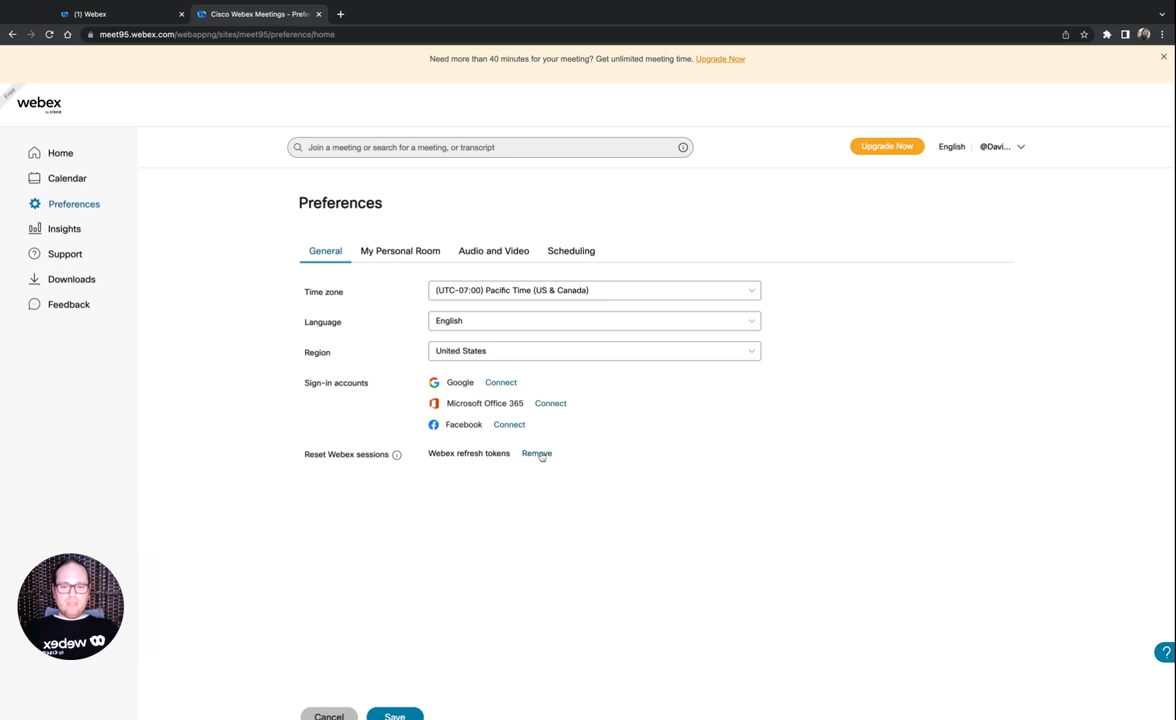 (1) Webex
Cisco Webex Meetings - Prefe
meet95.webex.com/webappng/sites/meet95/preference/home
Need more than 40 minutes for your meeting? Get unlimited meeting time. Upgrade Now
Free
webex
by CISCO
Join a meeting or search for a meeting, or transcript
Upgrade Now
English
@Davi...
Home
Calendar
Preferences
Insights
Support
Downloads
Feedback
Preferences
General
My Personal Room
Audio and Video
Scheduling
Time zone
(UTC-07:00) Pacific Time (US & Canada)
Language
English
Region
United States
Sign-in accounts
Google Connect
Microsoft Office 365 Connect
Facebook Connect
Reset Webex sessions
Webex refresh tokens Remove
webex
Cancel
Save
?